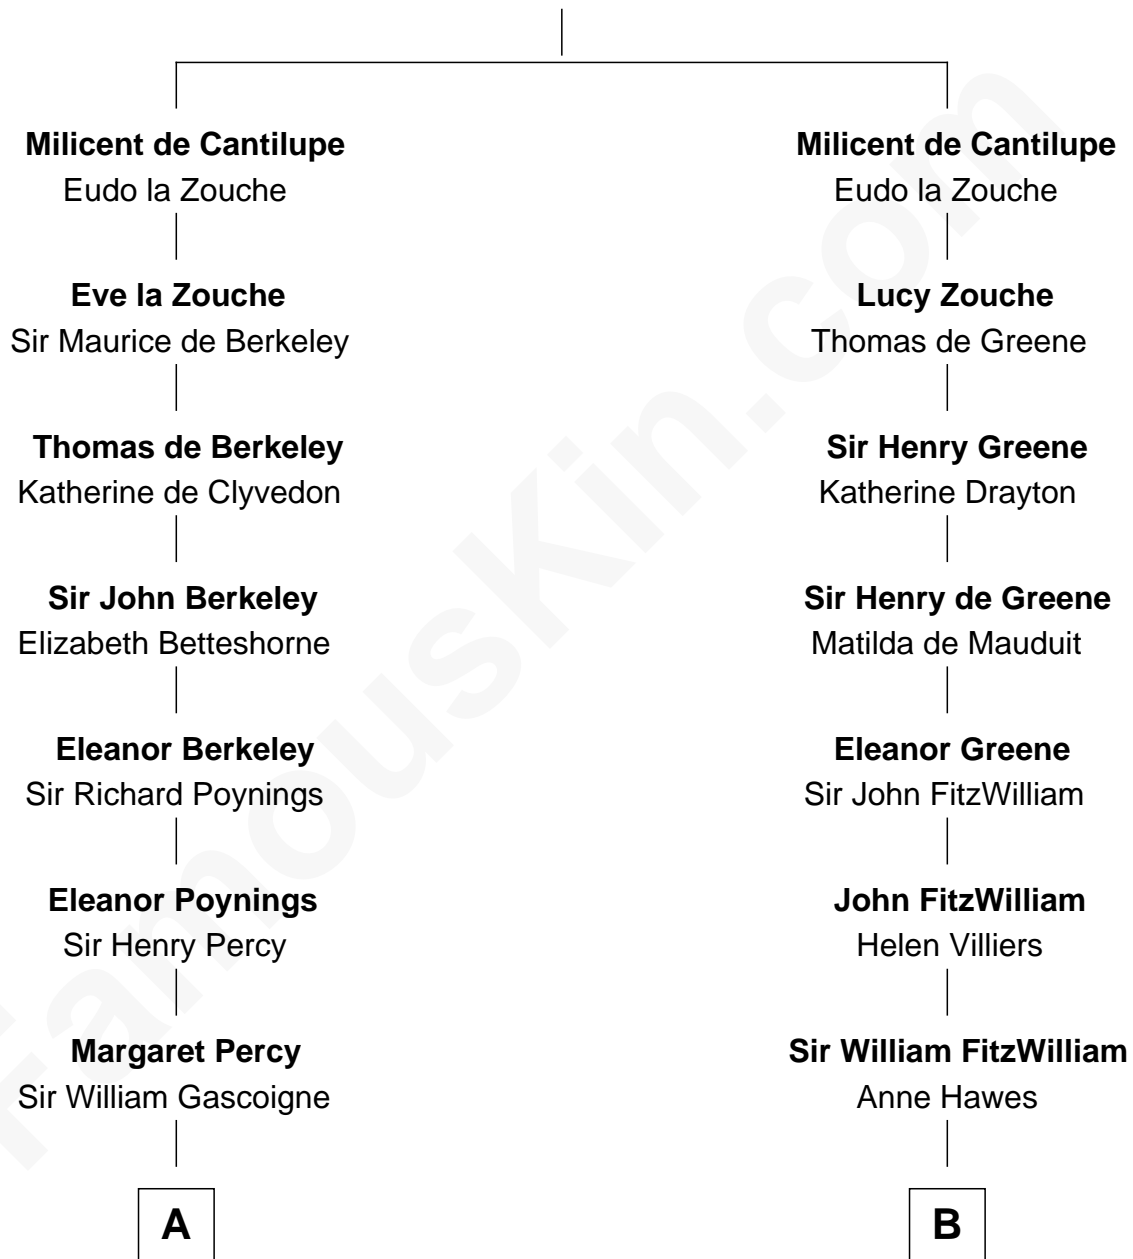 Milicent de Cantilupe
Eudo la Zouche
Eve la Zouche
Sir Maurice de Berkeley
Thomas de Berkeley
Katherine de Clyvedon
Sir John Berkeley
Elizabeth Betteshorne
Eleanor Berkeley
Sir Richard Poynings
Eleanor Poynings
Sir Henry Percy
Margaret Percy
Sir William Gascoigne
A
Milicent de Cantilupe
Eudo la Zouche
Lucy Zouche
Thomas de Greene
Sir Henry Greene
Katherine Drayton
Sir Henry de Greene
Matilda de Mauduit
Eleanor Greene
Sir John FitzWilliam
John FitzWilliam
Helen Villiers
Sir William FitzWilliam
Anne Hawes
B
FamousKin.com